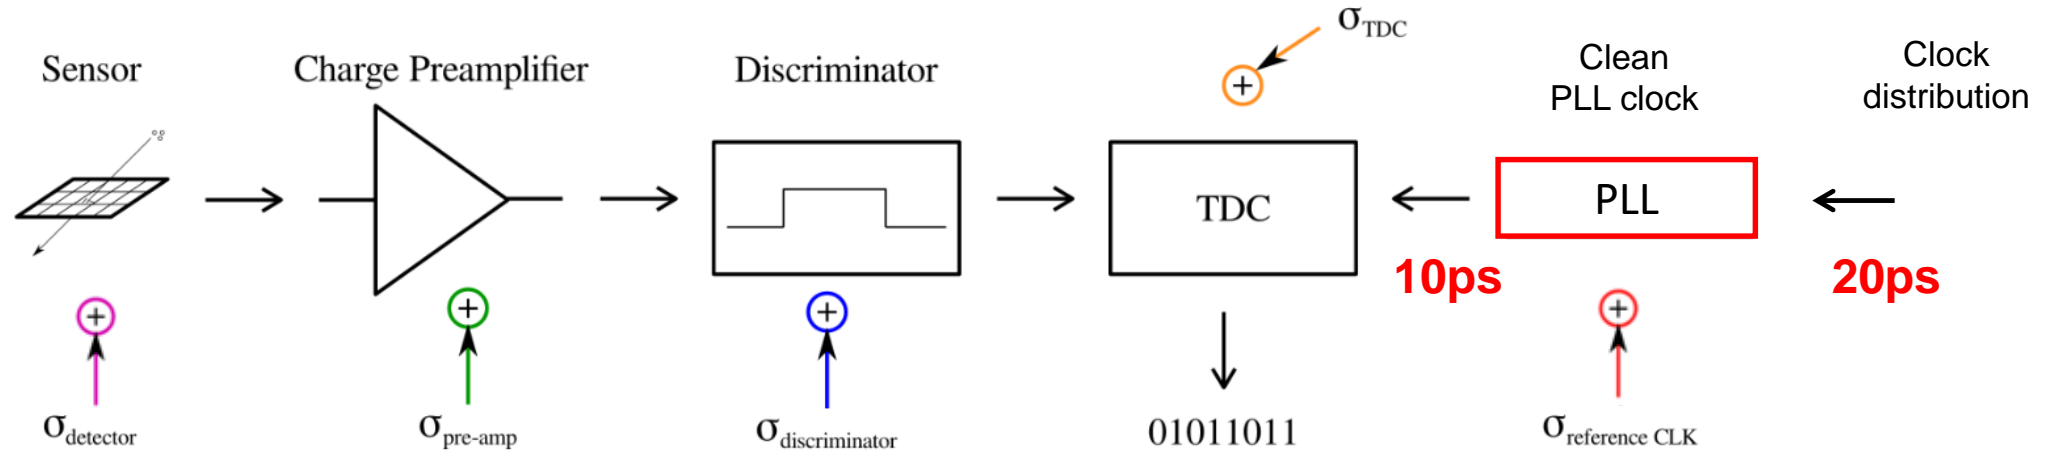 Sensor
Charge Preamplifier
Discriminator
σTDC
Clean
PLL clock
Clock
distribution
TDC
PLL
10ps
20ps
σdetector
σpre-amp
σdiscriminator
01011011
σreference CLK